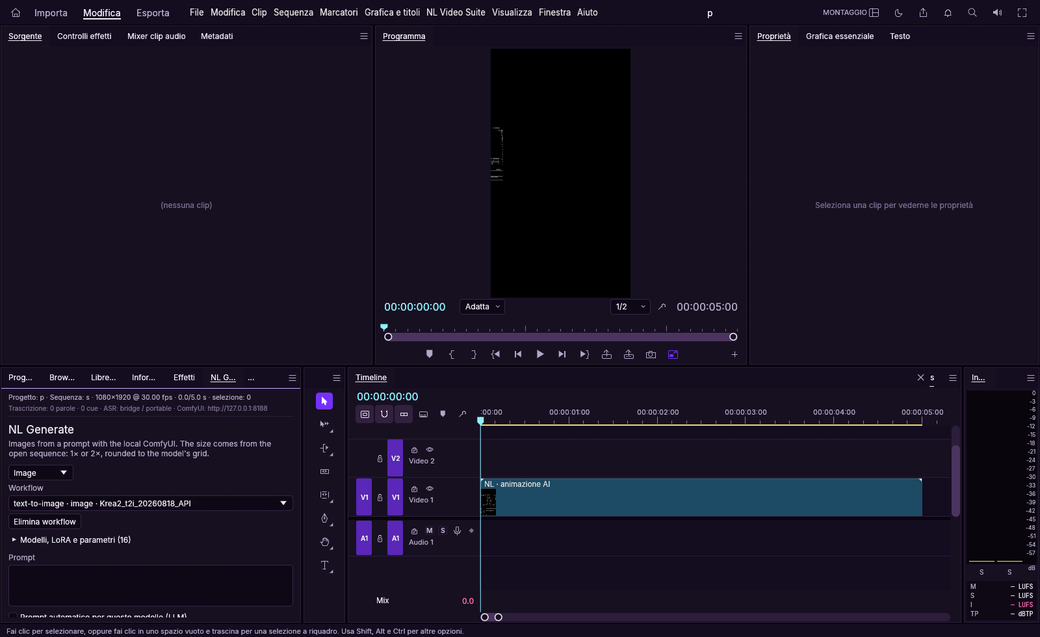 Importa Modifica Esporta File Modifica Clip Sequenza Marcatori Grafica e titoli NL Video Suite Visualizza Finestra Aiuto p MONTAGGIO
Sorgente Controlli effetti Mixer clip audio Metadati
Programma
Proprietà Grafica essenziale Testo
(nessuna clip)
Seleziona una clip per vederne le proprietà
00:00:00:00 Adatta 1/2 00:00:05:00
Prog... Brow... Libre... Infor... Effetti NL G... ...
Progetto: p · Sequenza: s · 1080×1920 @ 30.00 fps · 0.0/5.0 s · selezione: 0
Trascrizione: 0 parole · 0 cue · ASR: bridge / portable · ComfyUI: http://127.0.0.1:8188
NL Generate
Images from a prompt with the local ComfyUI. The size comes from the
open sequence: 1× or 2×, rounded to the model's grid.
Image
Workflow
text-to-image · image · Krea2_t2i_20260818_API
Elimina workflow
Modelli, LoRA e parametri (16)
Prompt
Prompt automatico per questo modello (LLM)
Timeline s
00:00:00:00
:00:00 00:00:01:00 00:00:02:00 00:00:03:00 00:00:04:00 00:00:05:00
V2 Video 2
V1 V1 Video 1
NL · animazione AI
A1 A1 M S Audio 1
Mix 0.0
In...
0
-3
-6
-9
-12
-15
-18
-21
-24
-27
-30
-33
-36
-39
-42
-45
-48
-51
-54
-57
dB
S S
M – LUFS
S – LUFS
I – LUFS
TP – dBTP
Fai clic per selezionare, oppure fai clic in uno spazio vuoto e trascina per una selezione a riquadro. Usa Shift, Alt e Ctrl per altre opzioni.